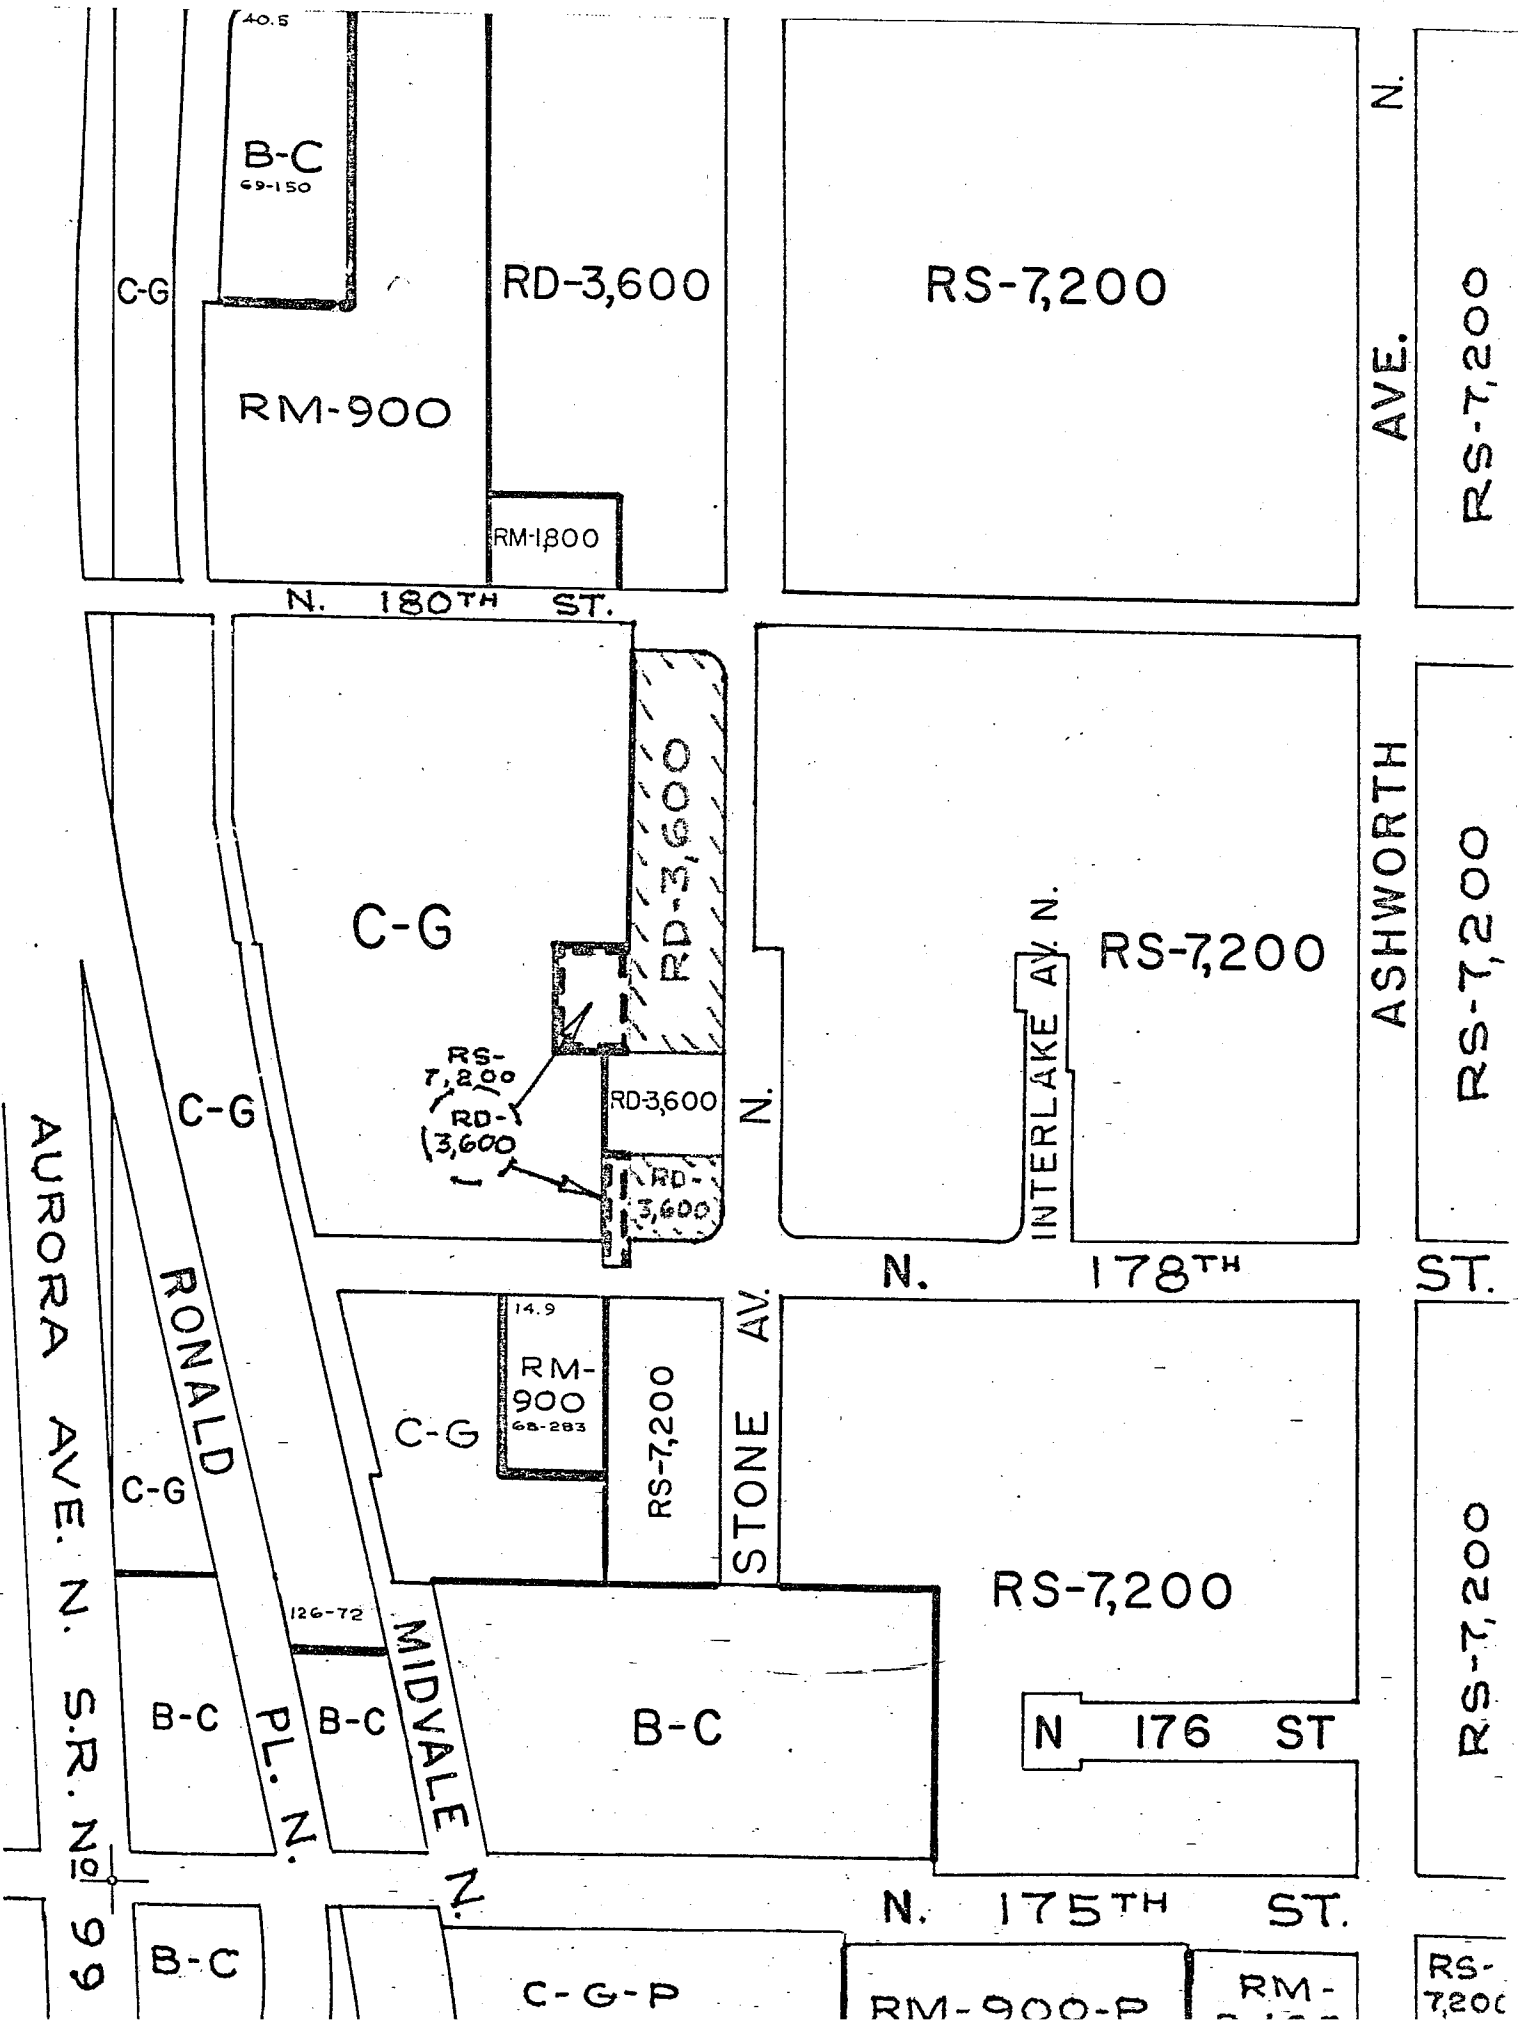 40.5
B-C
69-150
N.
C-G
RD-3,600
RS-7,200
RS-7,200
AVE.
RM-900
RM-1,800
N. 180TH ST.
RD-3,600
C-G
RS-7,200
INTERLAKE AV. N.
ASHWORTH
RS-7,200
RS-
7,200
RD-
3,600
RD-3,600
N.
C-G
RD-
3,600
AURORA AVE. N. S.R. Nº 99
RONALD PL. N.
N. 178TH ST.
14.9
RM-
900
68-283
C-G
RS-7,200
STONE AV.
C-G
126-72
RS-7,200
RS-7,200
MIDVALE N.
B-C
B-C
B-C
N 176 ST
N. 175TH ST.
B-C
C-G-P
RM-900-P
RM-
RS-
7,200